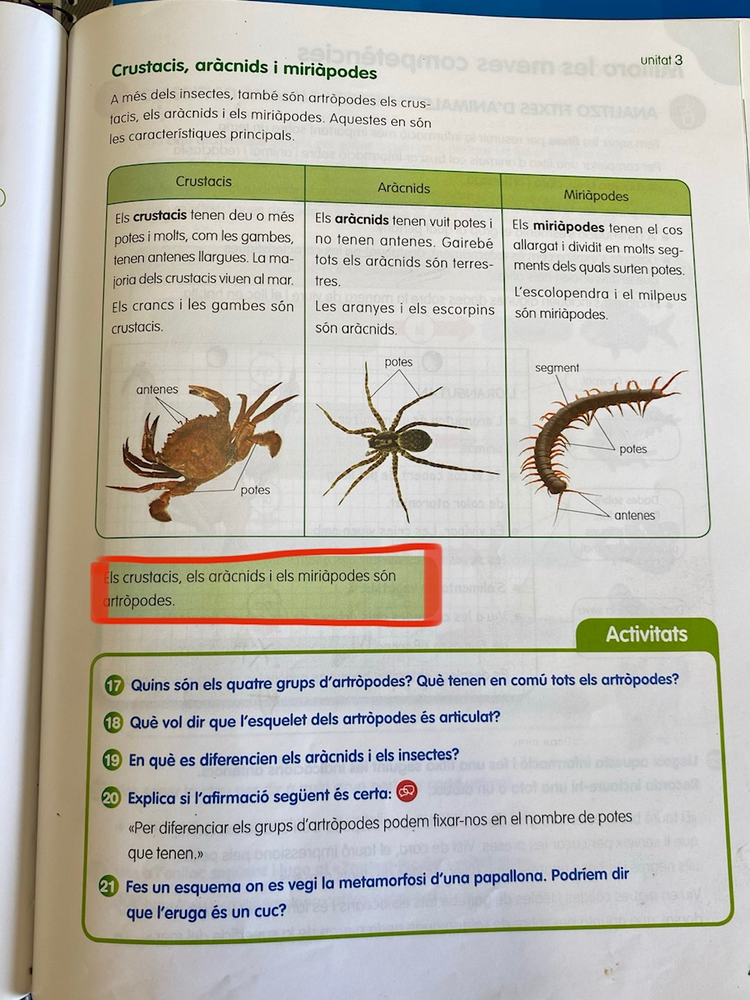 unitat 3
Crustacis, aràcnids i miriàpodes
A més dels insectes, també són artròpodes els crus-
tacis, els aràcnids i els miriàpodes. Aquestes en són
les característiques principals.
Crustacis
Els crustacis tenen deu o més
potes i molts, com les gambes,
tenen antenes llargues. La ma-
joria dels crustacis viuen al mar.
Els crancs i les gambes són
crustacis.
antenes
potes
Aràcnids
Els aràcnids tenen vuit potes i
no tenen antenes. Gairebé
tots els aràcnids són terres-
tres.
Les aranyes i els escorpins
són aràcnids.
potes
Miriàpodes
Els miriàpodes tenen el cos
allargat i dividit en molts seg-
ments dels quals surten potes.
L'escolopendra i el milpeus
són miriàpodes.
segment
potes
antenes
Els crustacis, els aràcnids i els miriàpodes són
artròpodes.
Activitats
17 Quins són els quatre grups d'artròpodes? Què tenen en comú tots els artròpodes?
18 Què vol dir que l'esquelet dels artròpodes és articulat?
19 En què es diferencien els aràcnids i els insectes?
20 Explica si l'afirmació següent és certa:
«Per diferenciar els grups d'artròpodes podem fixar-nos en el nombre de potes
que tenen.»
21 Fes un esquema on es vegi la metamorfosi d'una papallona. Podríem dir
que l'eruga és un cuc?